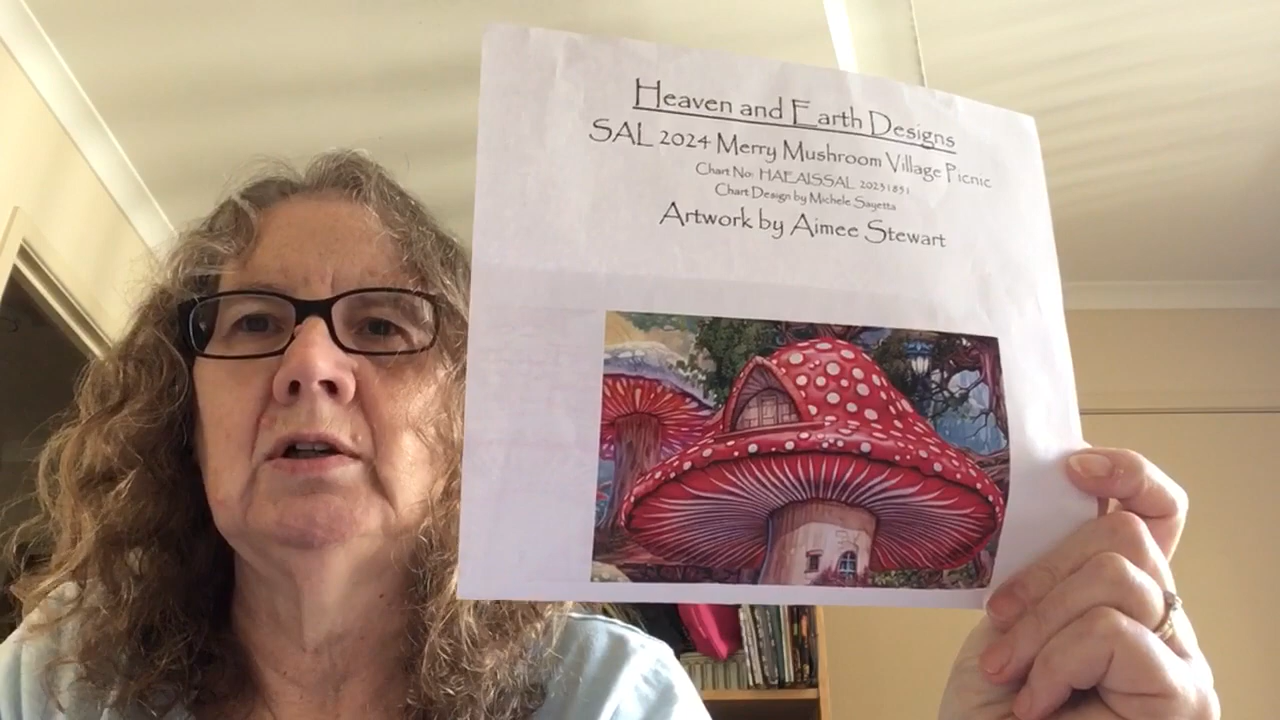 Heaven and Earth Designs
SAL 2024 Merry Mushroom Village Picnic
Chart No: HAEAISSAL 20231831
Chart Design by Michele Sayetta
Artwork by Aimee Stewart